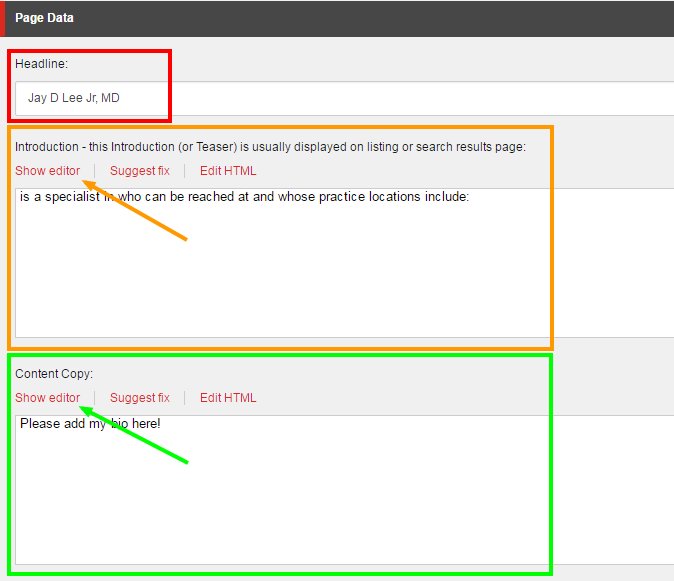 Page Data
Headline:
Jay D Lee Jr, MD
Introduction - this Introduction (or Teaser) is usually displayed on listing or search results page:
Show editor Suggest fix Edit HTML
is a specialist in who can be reached at and whose practice locations include:
Content Copy:
Show editor Suggest fix Edit HTML
Please add my bio here!